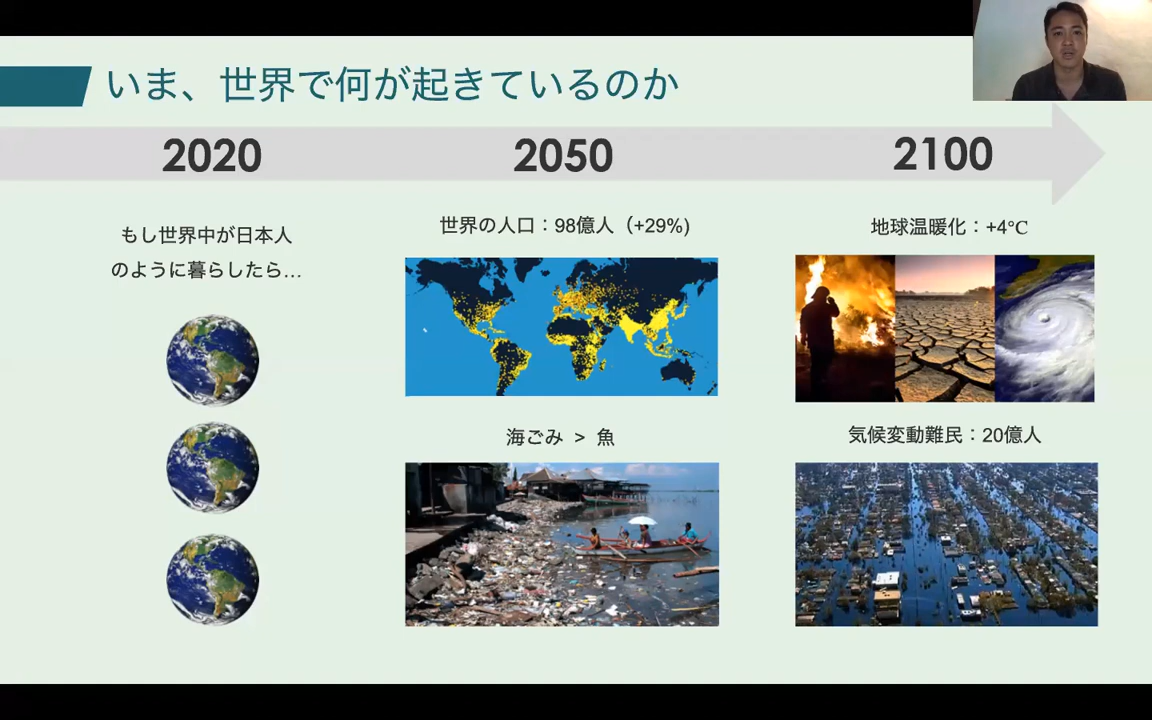 いま、世界で何が起きているのか
2020
2050
2100
もし世界中が日本人
のように暮らしたら…
世界の人口：98億人（+29%)
海ごみ > 魚
地球温暖化：+4℃
気候変動難民：20億人